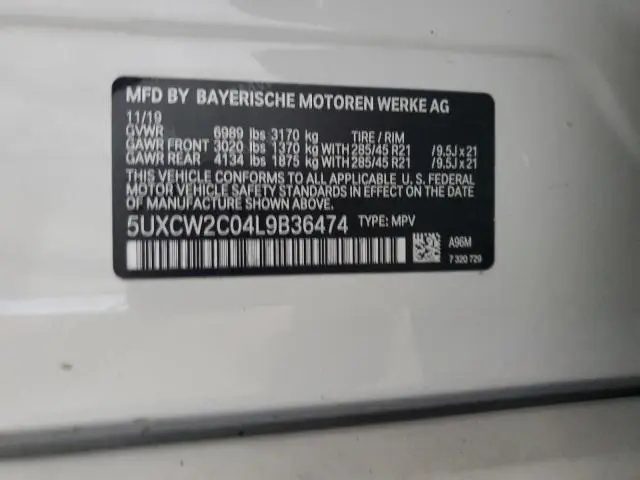 MFD BY BAYERISCHE MOTOREN WERKE AG
11/19
GVWR 6989 lbs 3170 kg TIRE / RIM
GAWR FRONT 3020 lbs 1370 kg WITH 285/45 R21 /9.5J x 21
GAWR REAR 4134 lbs 1875 kg WITH 285/45 R21 /9.5J x 21
THIS VEHICLE CONFORMS TO ALL APPLICABLE U. S. FEDERAL
MOTOR VEHICLE SAFETY STANDARDS IN EFFECT ON THE DATE
OF MANUFACTURE SHOWN ABOVE.
5UXCW2C04L9B36474 TYPE: MPV
A96M
7 320 729